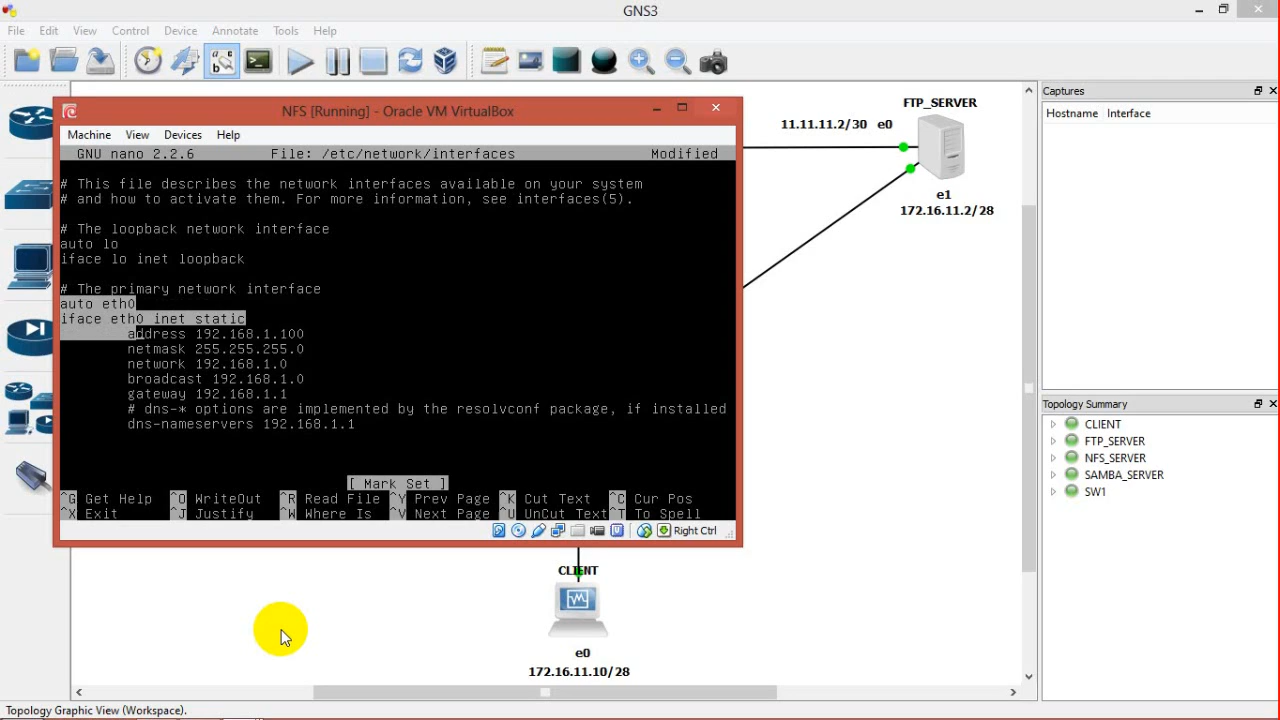 GNS3
File Edit View Control Device Annotate Tools Help
NFS [Running] - Oracle VM VirtualBox
Machine View Devices Help
GNU nano 2.2.6 File: /etc/network/interfaces Modified
# This file describes the network interfaces available on your system
# and how to activate them. For more information, see interfaces(5).
# The loopback network interface
auto lo
iface lo inet loopback
# The primary network interface
auto eth0
iface eth0 inet static
address 192.168.1.100
netmask 255.255.255.0
network 192.168.1.0
broadcast 192.168.1.0
gateway 192.168.1.1
# dns-* options are implemented by the resolvconf package, if installed
dns-nameservers 192.168.1.1
[ Mark Set ]
^G Get Help ^O WriteOut ^R Read File ^Y Prev Page ^K Cut Text ^C Cur Pos
^X Exit ^J Justify ^W Where Is ^V Next Page ^U UnCut Text ^T To Spell
Right Ctrl
FTP_SERVER
11.11.11.2/30 e0
e1
172.16.11.2/28
CLIENT
e0
172.16.11.10/28
Captures
Hostname Interface
Topology Summary
CLIENT
FTP_SERVER
NFS_SERVER
SAMBA_SERVER
SW1
Topology Graphic View (Workspace).